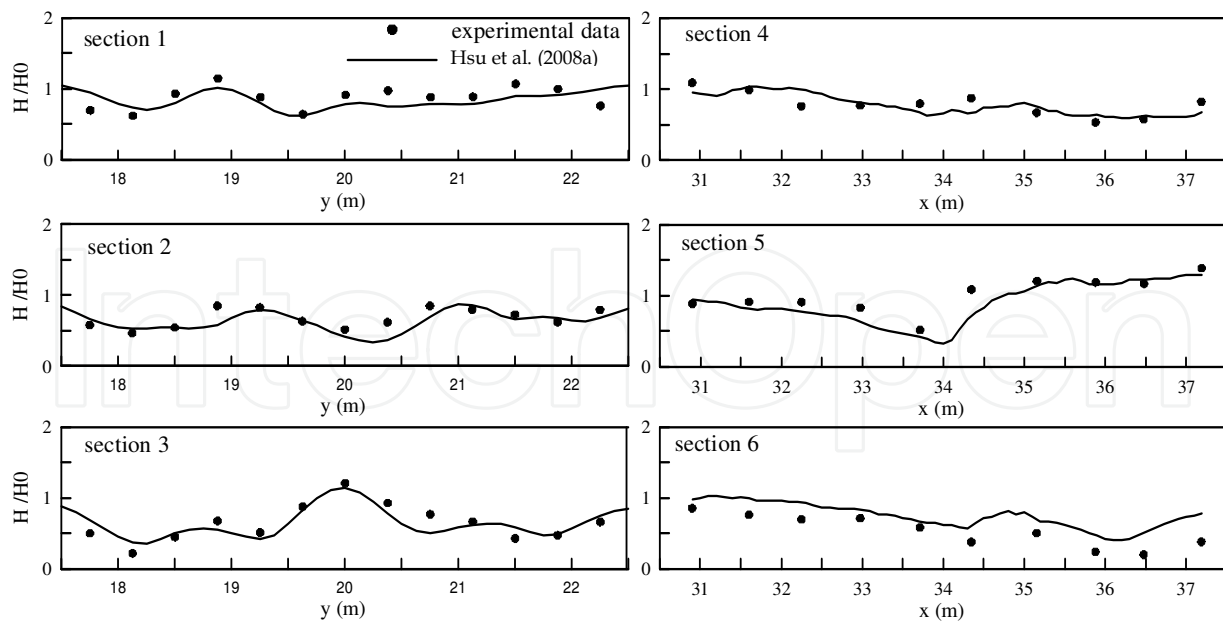 section 1
experimental data
Hsu et al. (2008a)
H /H0
2
1
0
18 19 20 21 22
y (m)
section 4
2
1
0
31 32 33 34 35 36 37
x (m)
section 2
H /H0
2
1
0
18 19 20 21 22
y (m)
section 5
2
1
0
31 32 33 34 35 36 37
x (m)
section 3
H /H0
2
1
0
18 19 20 21 22
y (m)
section 6
2
1
0
31 32 33 34 35 36 37
x (m)
IntechOpen